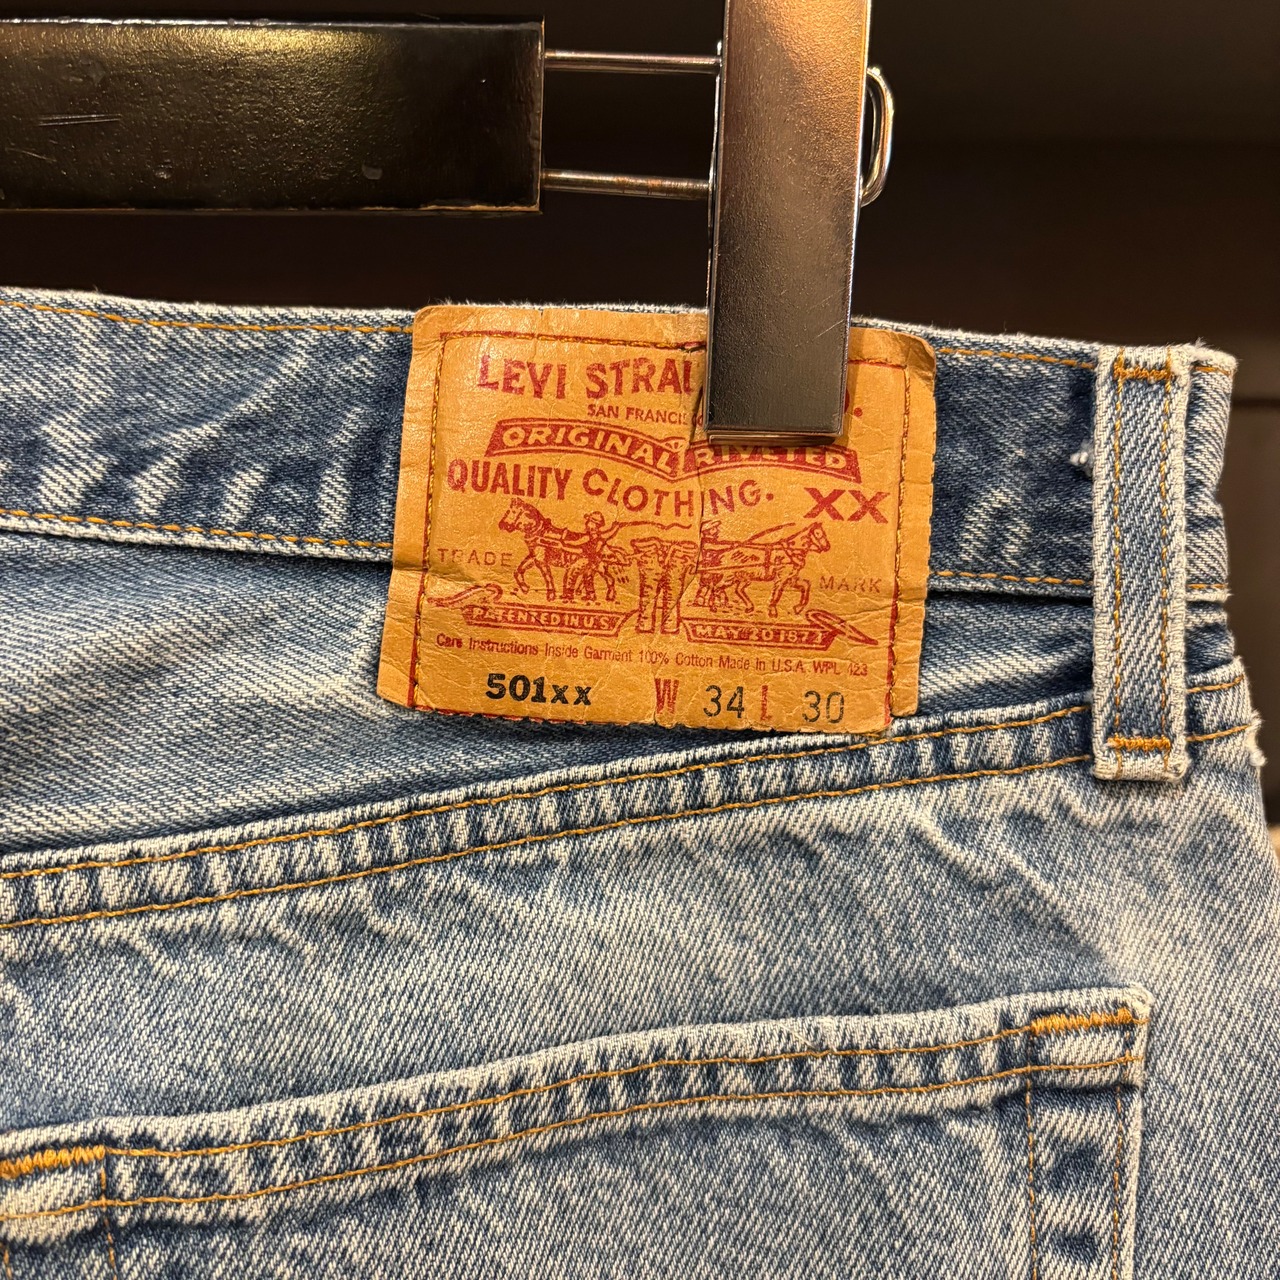 LEVI STRAU
SAN FRANCIS
ORIGINAL RIVETED
QUALITY CLOTHING. XX
TRADE MARK
PATENTED IN U.S. MAY 20 1873
Care Instructions Inside Garment 100% Cotton Made in U.S.A. WPL 423
501xx W 34 L 30